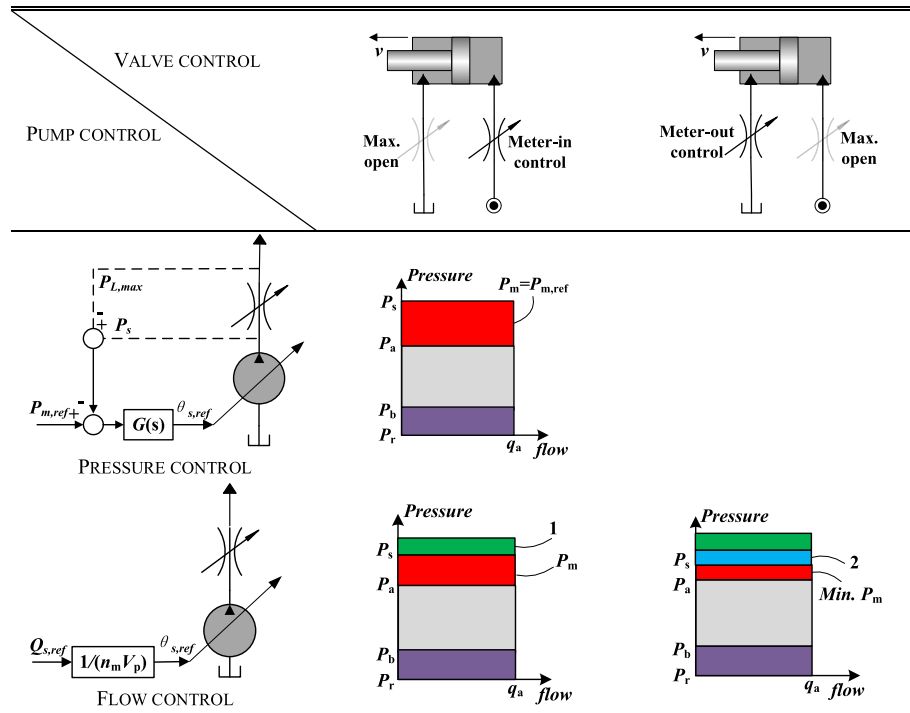 VALVE CONTROL
PUMP CONTROL
v
Max.
open
Meter-in
control
v
Meter-out
control
Max.
open
P_L,max
-
+
P_s
P_m,ref
+
-
G(s)
θ_s,ref
PRESSURE CONTROL
Pressure
P_s
P_a
P_b
P_r
P_m=P_m,ref
q_a
flow
Q_s,ref
1/(n_mV_p)
θ_s,ref
FLOW CONTROL
Pressure
1
P_s
P_m
P_a
P_b
P_r
q_a
flow
Pressure
P_s
2
P_a
Min. P_m
P_b
P_r
q_a
flow